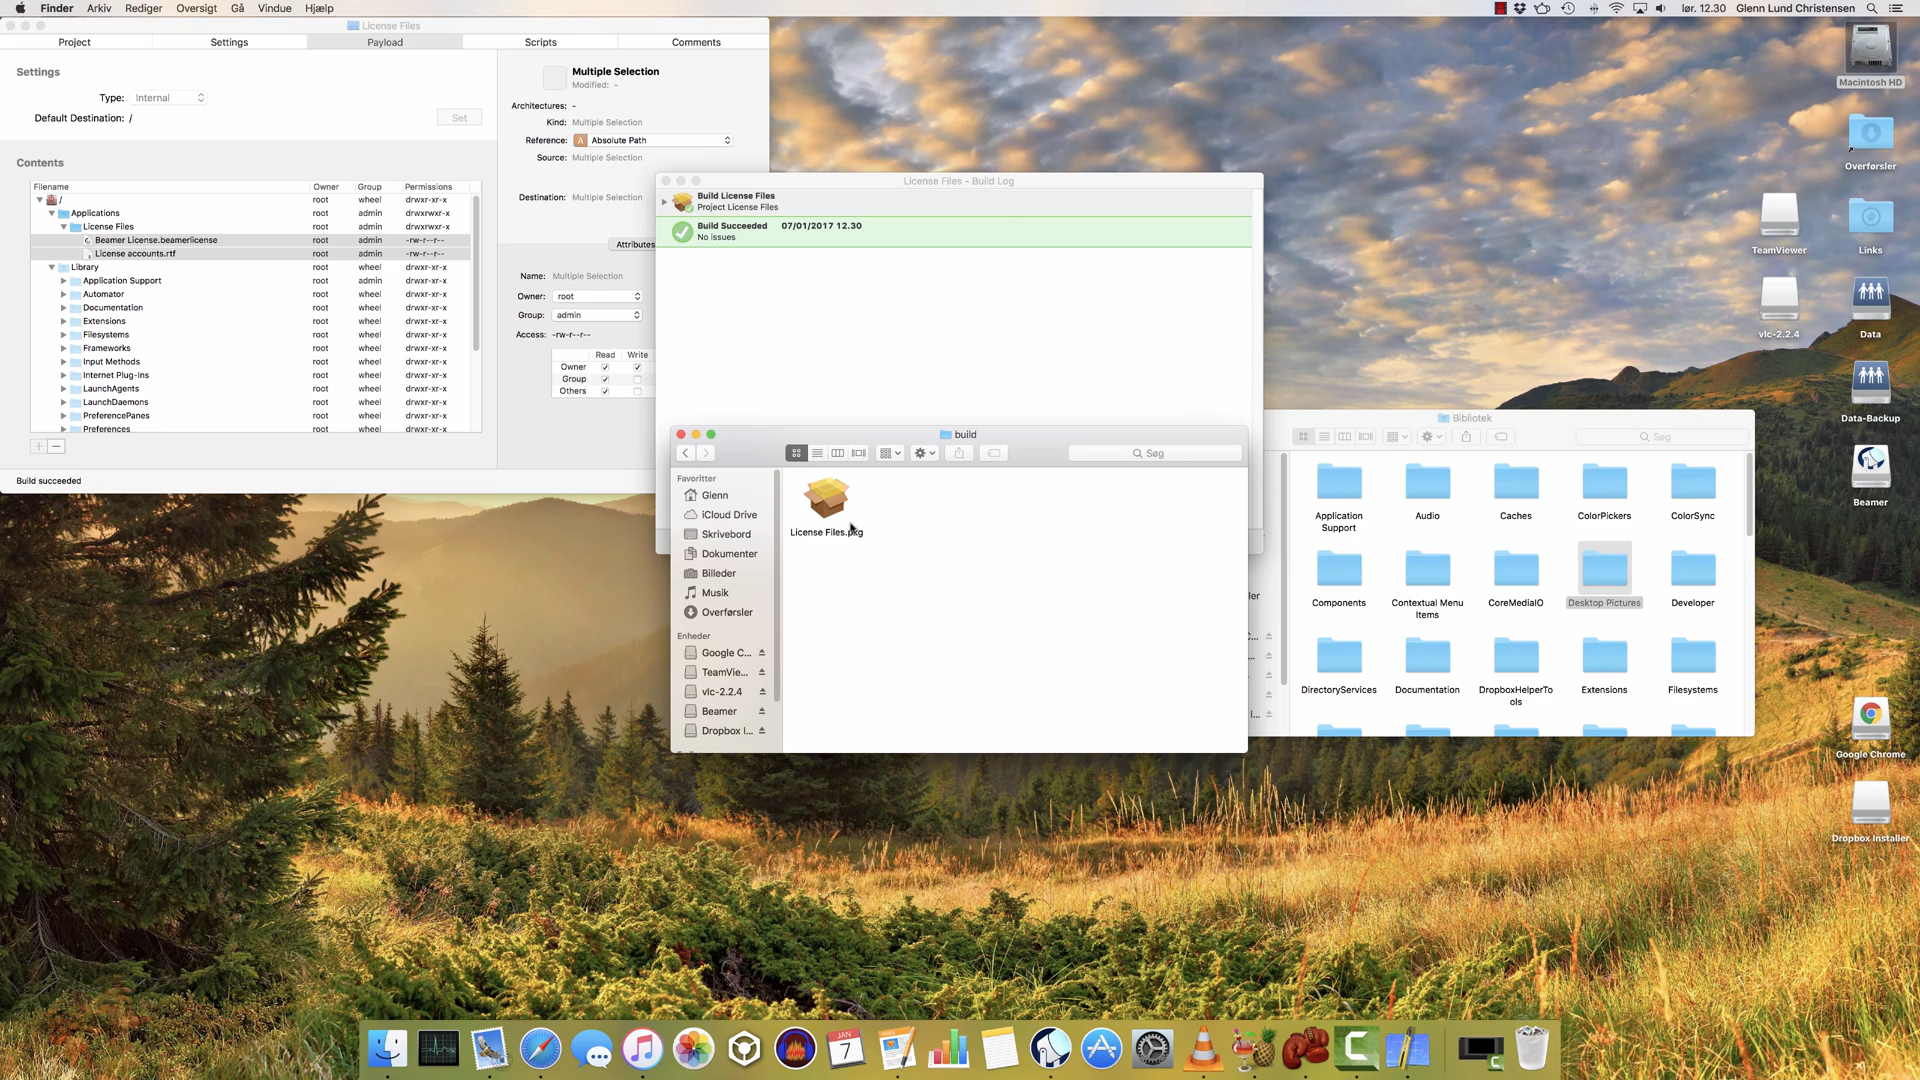 Finder Arkiv Rediger Oversigt Gå Vindue Hjælp
lør. 12.30 Glenn Lund Christensen
License Files
Project Settings Payload Scripts Comments
Settings
Type: Internal
Default Destination: /
Set
Contents
Filename Owner Group Permissions
/ root wheel drwxr-xr-x
Applications root admin drwxrwxr-x
License Files root admin drwxrwxr-x
Beamer License.beamerlicense root admin -rw-r--r--
License accounts.rtf root admin -rw-r--r--
Library root wheel drwxr-xr-x
Application Support root admin drwxr-xr-x
Automator root wheel drwxr-xr-x
Documentation root wheel drwxr-xr-x
Extensions root wheel drwxr-xr-x
Filesystems root wheel drwxr-xr-x
Frameworks root wheel drwxr-xr-x
Input Methods root wheel drwxr-xr-x
Internet Plug-Ins root wheel drwxr-xr-x
LaunchAgents root wheel drwxr-xr-x
LaunchDaemons root wheel drwxr-xr-x
PreferencePanes root wheel drwxr-xr-x
Preferences root wheel drwxr-xr-x
Build succeeded
Multiple Selection
Modified: -
Architectures: -
Kind: Multiple Selection
Reference: A Absolute Path
Source: Multiple Selection
Destination: Multiple Selection
Attributes
Name: Multiple Selection
Owner: root
Group: admin
Access: -rw-r--r--
Read Write
Owner
Group
Others
License Files - Build Log
Build License Files
Project License Files
Build Succeeded 07/01/2017 12.30
No issues
build
Søg
Favoritter
Glenn
iCloud Drive
Skrivebord
Dokumenter
Billeder
Musik
Overførsler
Enheder
Google C...
TeamVie...
vlc-2.2.4
Beamer
Dropbox I...
License Files.pkg
Bibliotek
Søg
Application Support
Audio
Caches
ColorPickers
ColorSync
Components
Contextual Menu Items
CoreMediaIO
Desktop Pictures
Developer
DirectoryServices
Documentation
DropboxHelperTo
ols
Extensions
Filesystems
Macintosh HD
Overførsler
TeamViewer
Links
vlc-2.2.4
Data
Data-Backup
Beamer
Google Chrome
Dropbox Installer
JAN
7